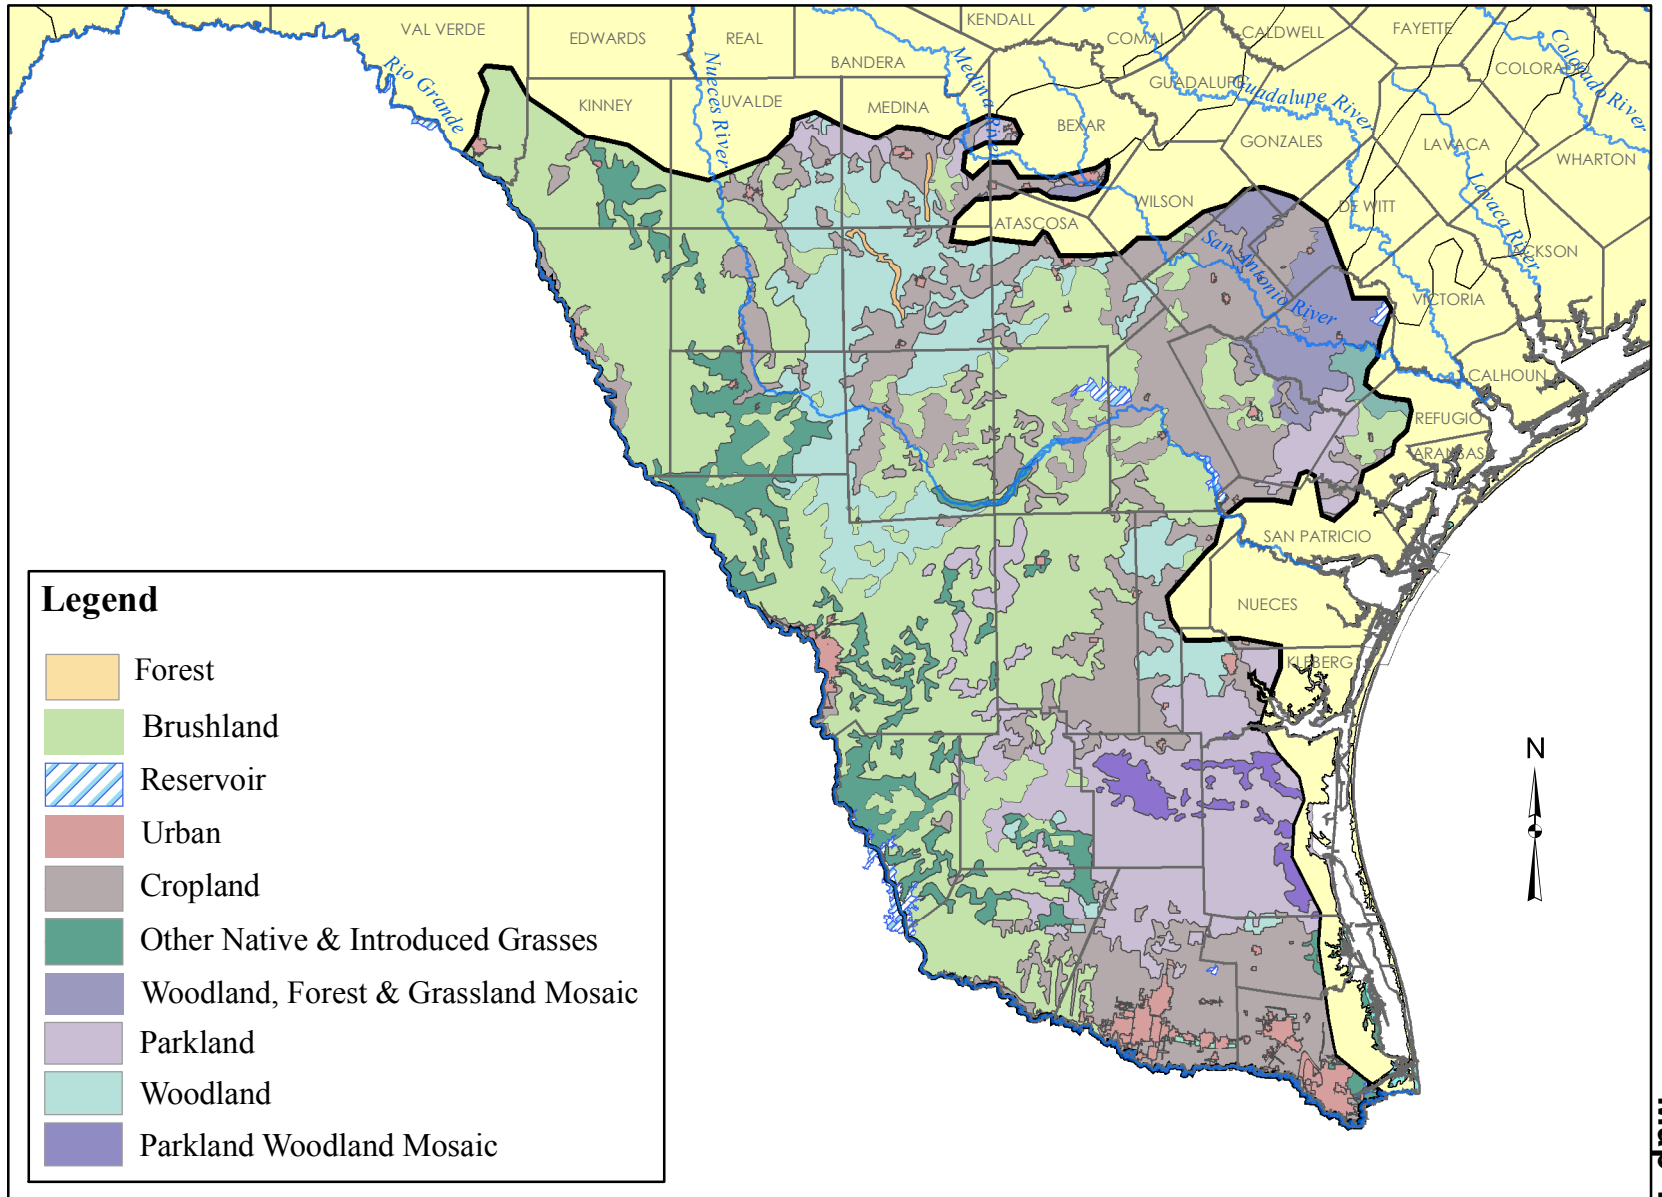 VAL VERDE
EDWARDS
REAL
KENDALL
COMAL
CALDWELL
FAYETTE
BANDERA
COLORADO
Colorado River
Rio Grande
KINNEY
Nueces River
UVALDE
MEDINA
Medina River
BEXAR
GUADALUPE
Guadalupe River
GONZALES
LAVACA
WHARTON
Lavaca River
ATASCOSA
WILSON
DE WITT
San Antonio River
JACKSON
VICTORIA
CALHOUN
REFUGIO
ARANSAS
SAN PATRICIO
NUECES
KLEBERG
Legend
Forest
Brushland
Reservoir
Urban
Cropland
Other Native & Introduced Grasses
Woodland, Forest & Grassland Mosaic
Parkland
Woodland
Parkland Woodland Mosaic
N